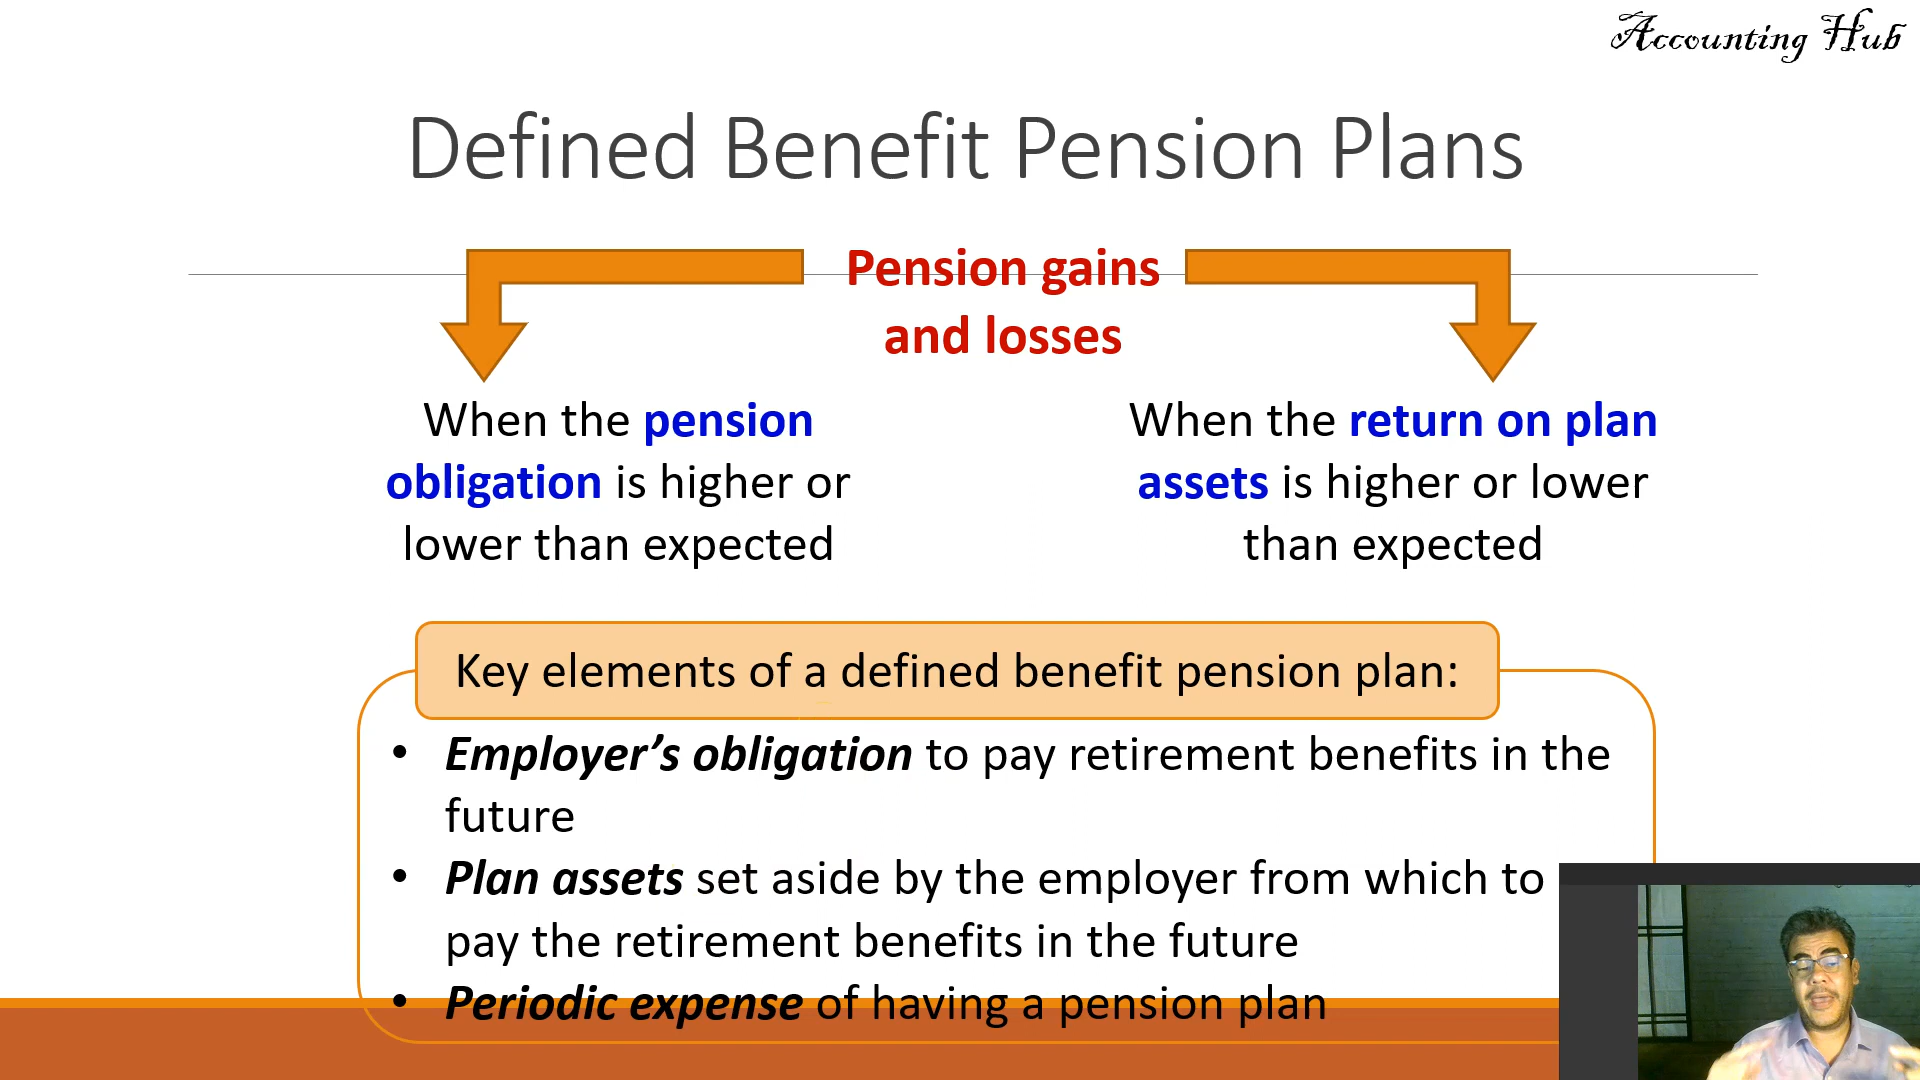 Accounting Hub
Defined Benefit Pension Plans
Pension gains
and losses
When the pension
obligation is higher or
lower than expected
When the return on plan
assets is higher or lower
than expected
Key elements of a defined benefit pension plan:
• Employer’s obligation to pay retirement benefits in the
future
• Plan assets set aside by the employer from which to
pay the retirement benefits in the future
• Periodic expense of having a pension plan